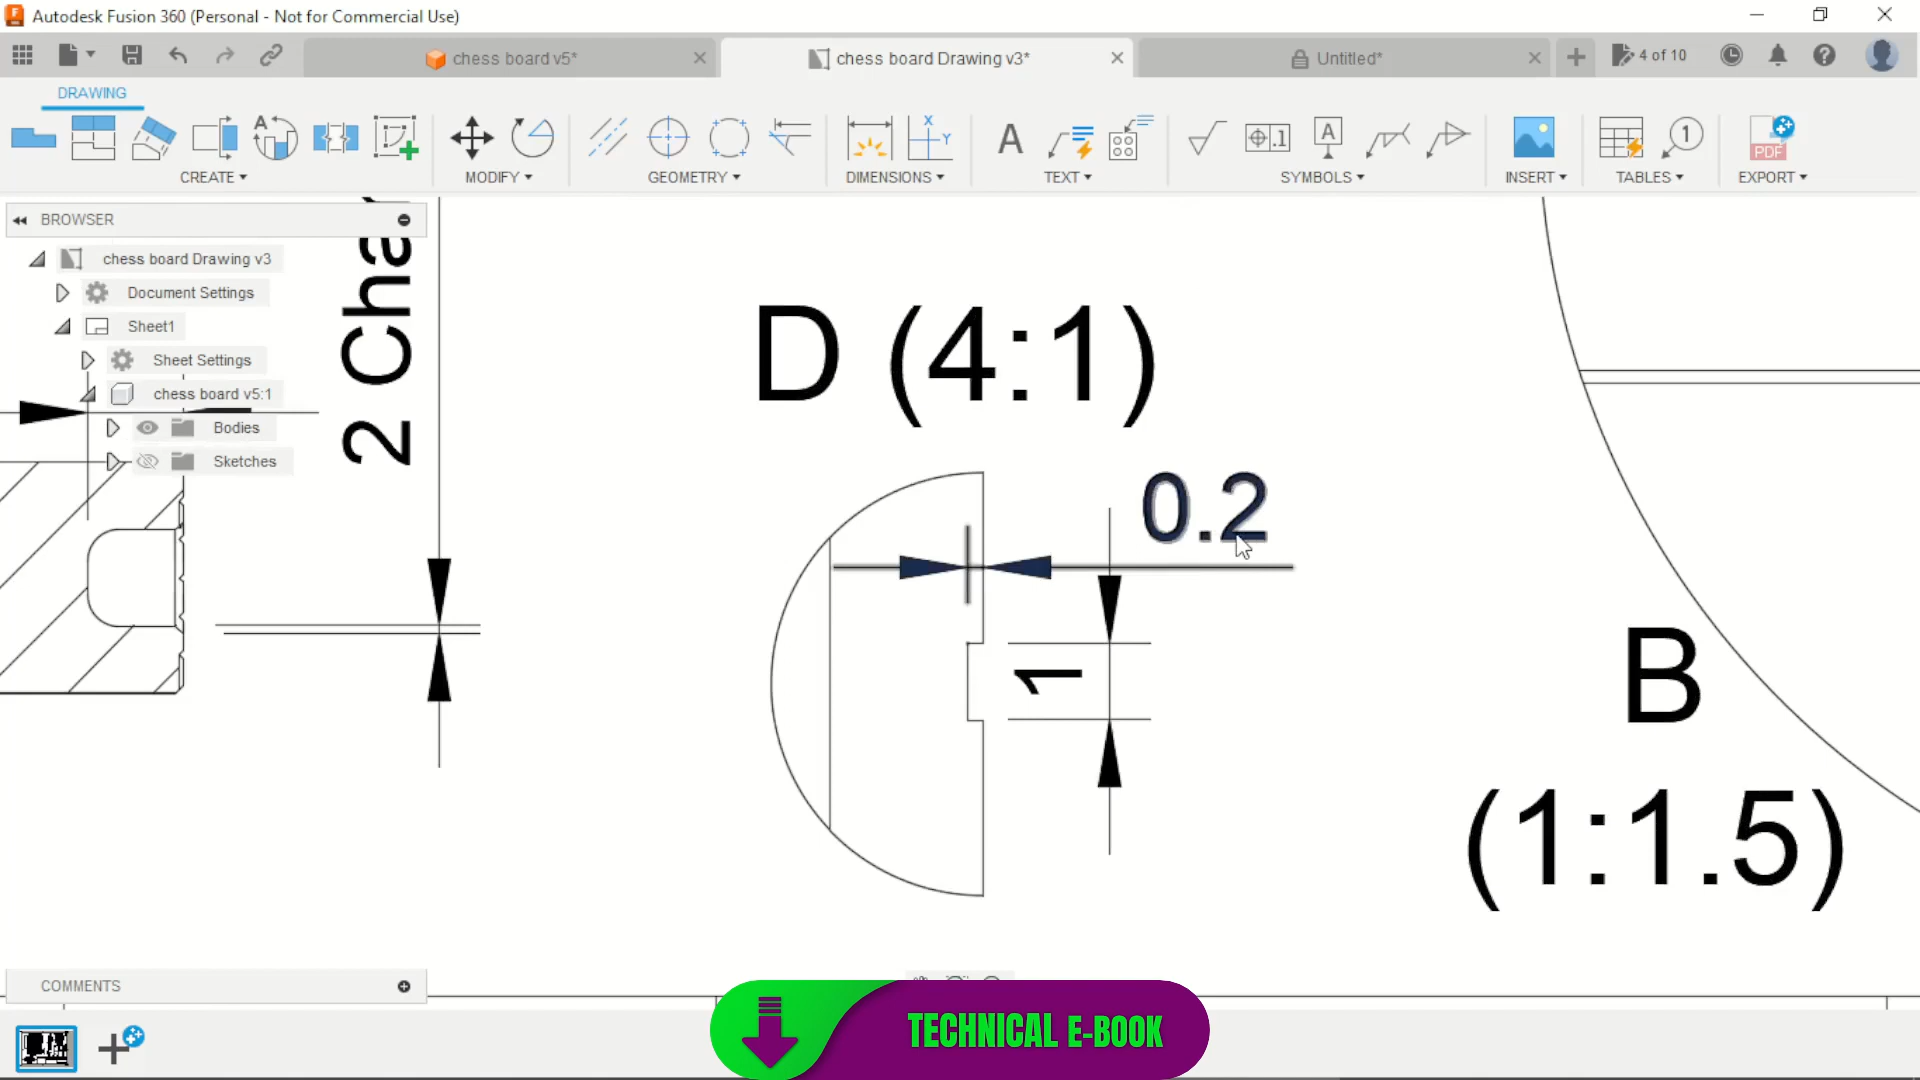 Autodesk Fusion 360 (Personal - Not for Commercial Use)
chess board v5*
chess board Drawing v3*
Untitled*
4 of 10
DRAWING
CREATE
MODIFY
GEOMETRY
DIMENSIONS
TEXT
SYMBOLS
INSERT
TABLES
EXPORT
BROWSER
chess board Drawing v3
Document Settings
Sheet1
Sheet Settings
chess board v5:1
Bodies
Sketches
2 Cha
D (4:1)
0.2
1
B
(1:1.5)
COMMENTS
TECHNICAL E-BOOK